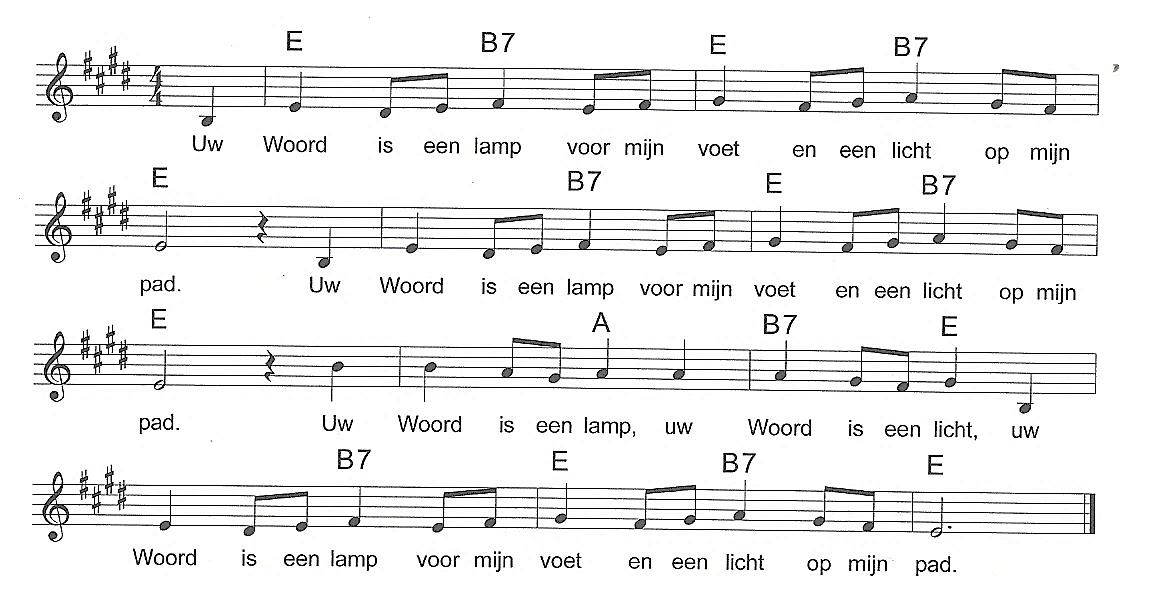 E B7 E B7
4 4
Uw Woord is een lamp voor mijn voet en een licht op mijn
E B7 E B7
pad. Uw Woord is een lamp voor mijn voet en een licht op mijn
E A B7 E
pad. Uw Woord is een lamp, uw Woord is een licht, uw
B7 E B7 E
Woord is een lamp voor mijn voet en een licht op mijn pad.